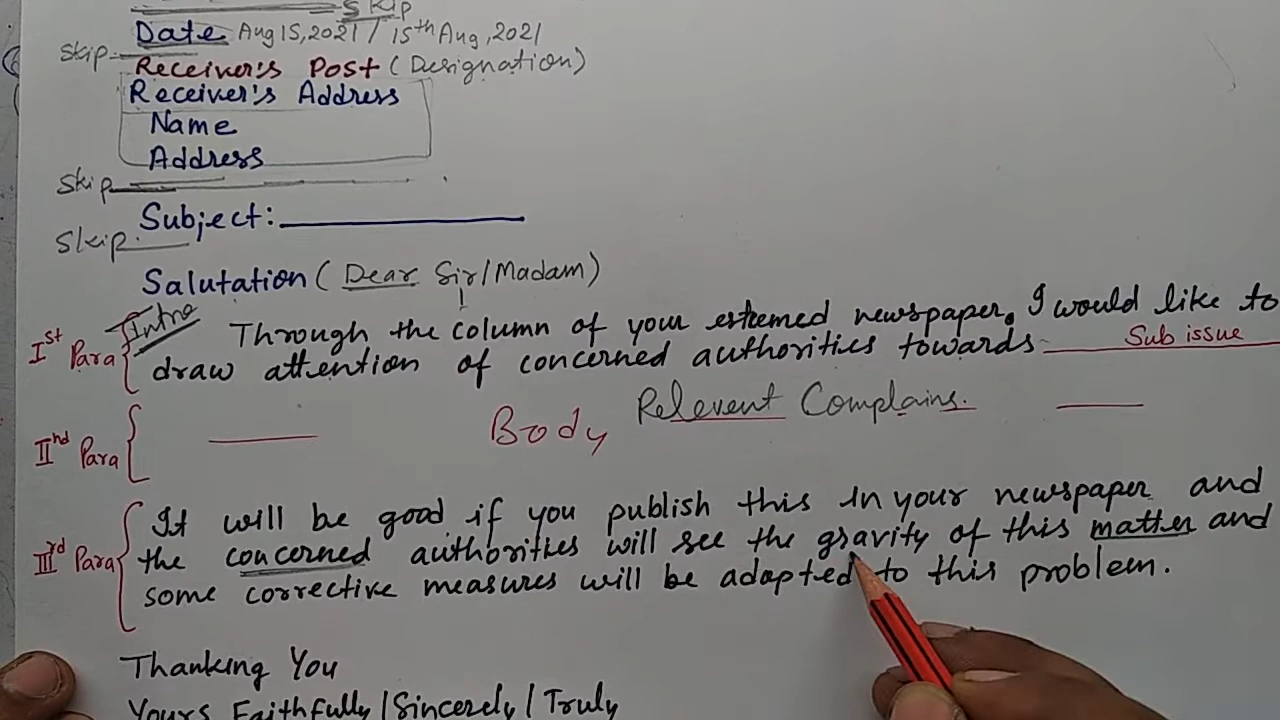 Skip
Date Aug 15, 2021 / 15th Aug, 2021
Skip
Receiver's Post (Designation)
Receiver's Address
Name
Address
Skip
Subject:
Skip
Salutation (Dear Sir/Madam)
Ist Para Intro Through the column of your esteemed newspaper, I would like to
draw attention of concerned authorities towards Sub issue
IInd Para Body Relevent Complains.
IIIrd Para It will be good if you publish this in your newspaper and
the concerned authorities will see the gravity of this matter and
some corrective measures will be adapted to this problem.
Thanking You
Yours Faithfully/Sincerely/Truly